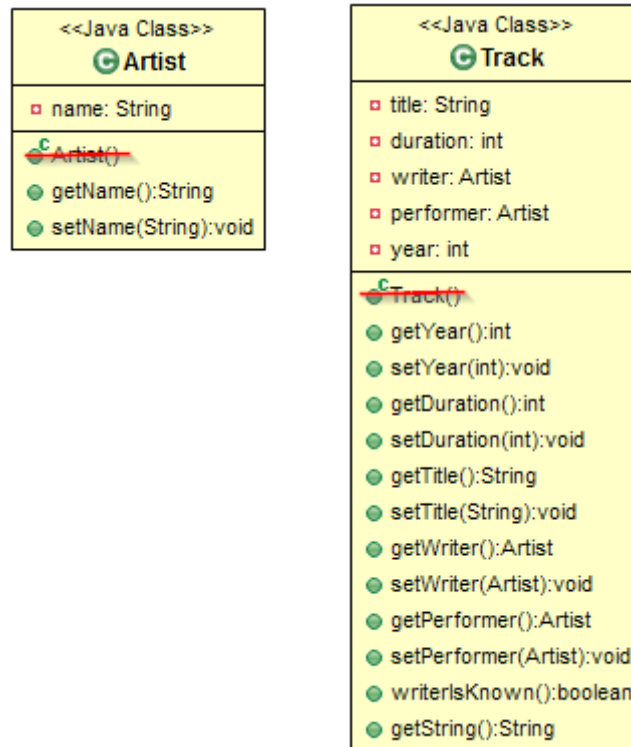 <<Java Class>>
C Artist
name: String
C Artist()
getName():String
setName(String):void
<<Java Class>>
C Track
title: String
duration: int
writer: Artist
performer: Artist
year: int
C Track()
getYear():int
setYear(int):void
getDuration():int
setDuration(int):void
getTitle():String
setTitle(String):void
getWriter():Artist
setWriter(Artist):void
getPerformer():Artist
setPerformer(Artist):void
writerIsKnown():boolean
getString():String